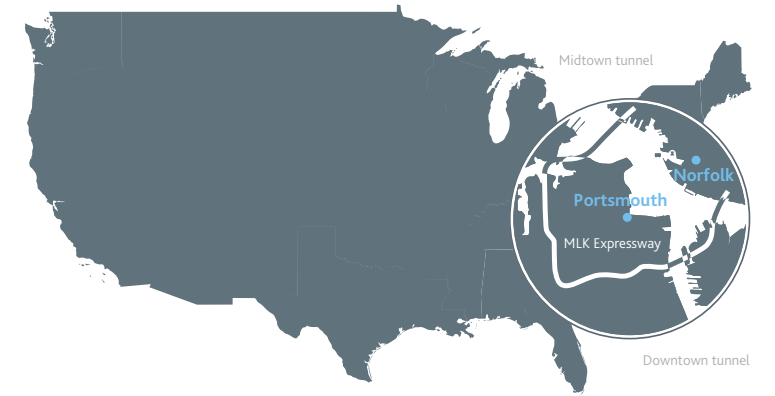 Midtown tunnel
Norfolk
Portsmouth
MLK Expressway
Downtown tunnel